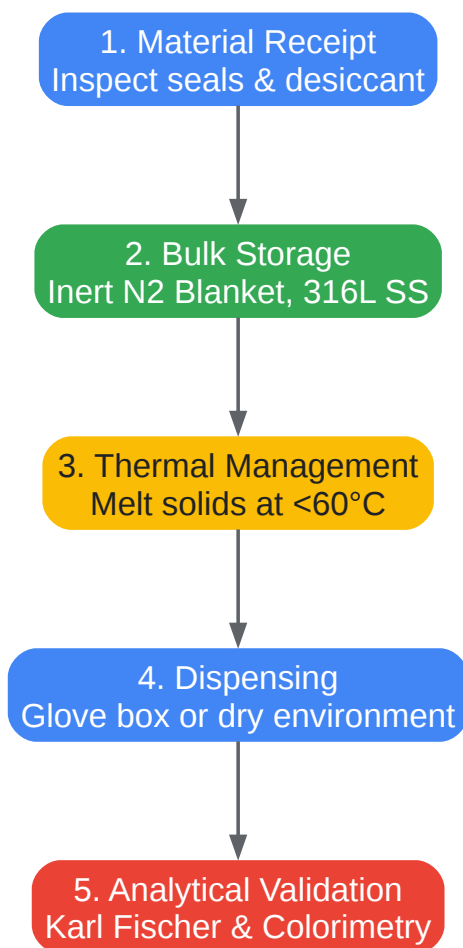 1. Material Receipt
Inspect seals & desiccant
2. Bulk Storage
Inert N2 Blanket, 316L SS
3. Thermal Management
Melt solids at <60°C
4. Dispensing
Glove box or dry environment
5. Analytical Validation
Karl Fischer & Colorimetry